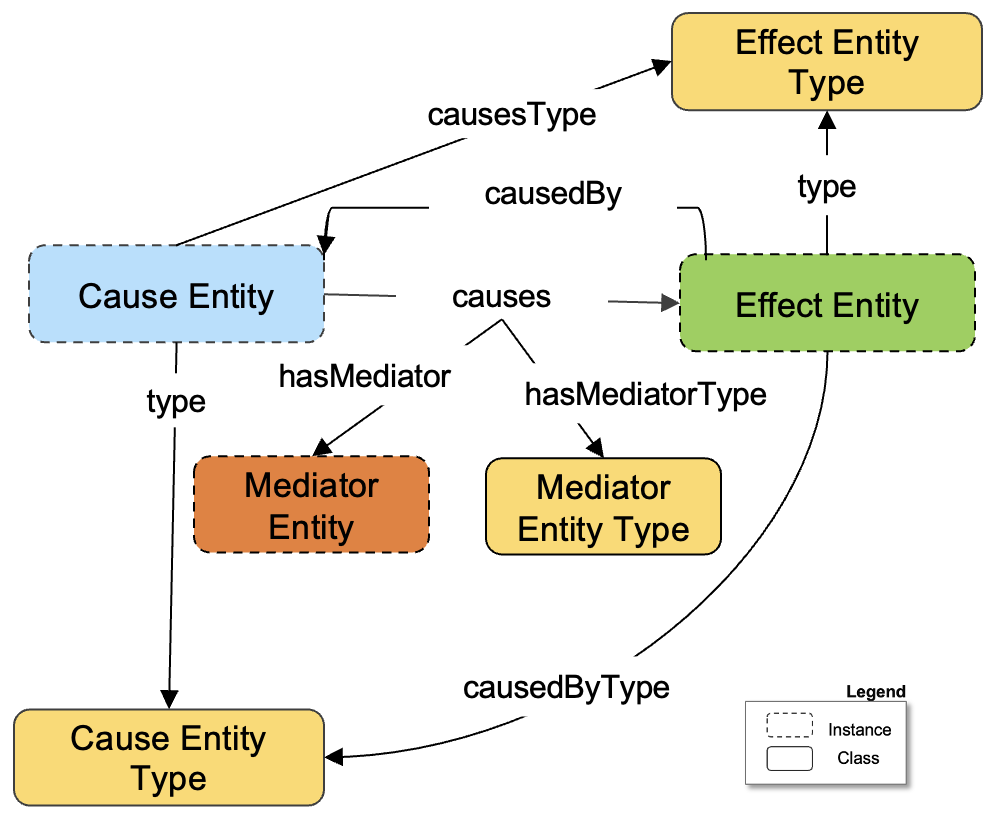 Effect Entity
Type
causesType
causedBy
type
Cause Entity
causes
Effect Entity
hasMediator
hasMediatorType
type
Mediator
Entity
Mediator
Entity Type
causedByType
Cause Entity
Type
Legend
Instance
Class